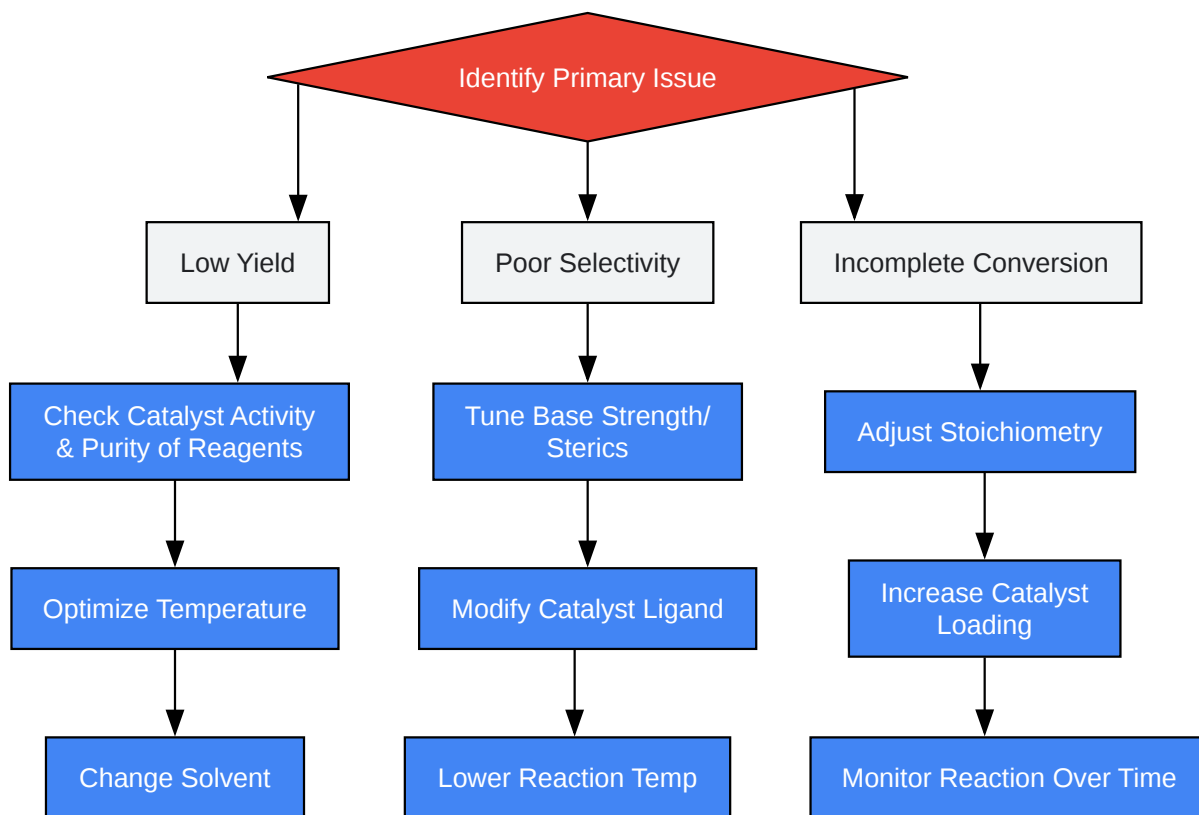 Identify Primary Issue
Low Yield
Poor Selectivity
Incomplete Conversion
Check Catalyst Activity
& Purity of Reagents
Tune Base Strength/
Sterics
Adjust Stoichiometry
Optimize Temperature
Modify Catalyst Ligand
Increase Catalyst
Loading
Change Solvent
Lower Reaction Temp
Monitor Reaction Over Time